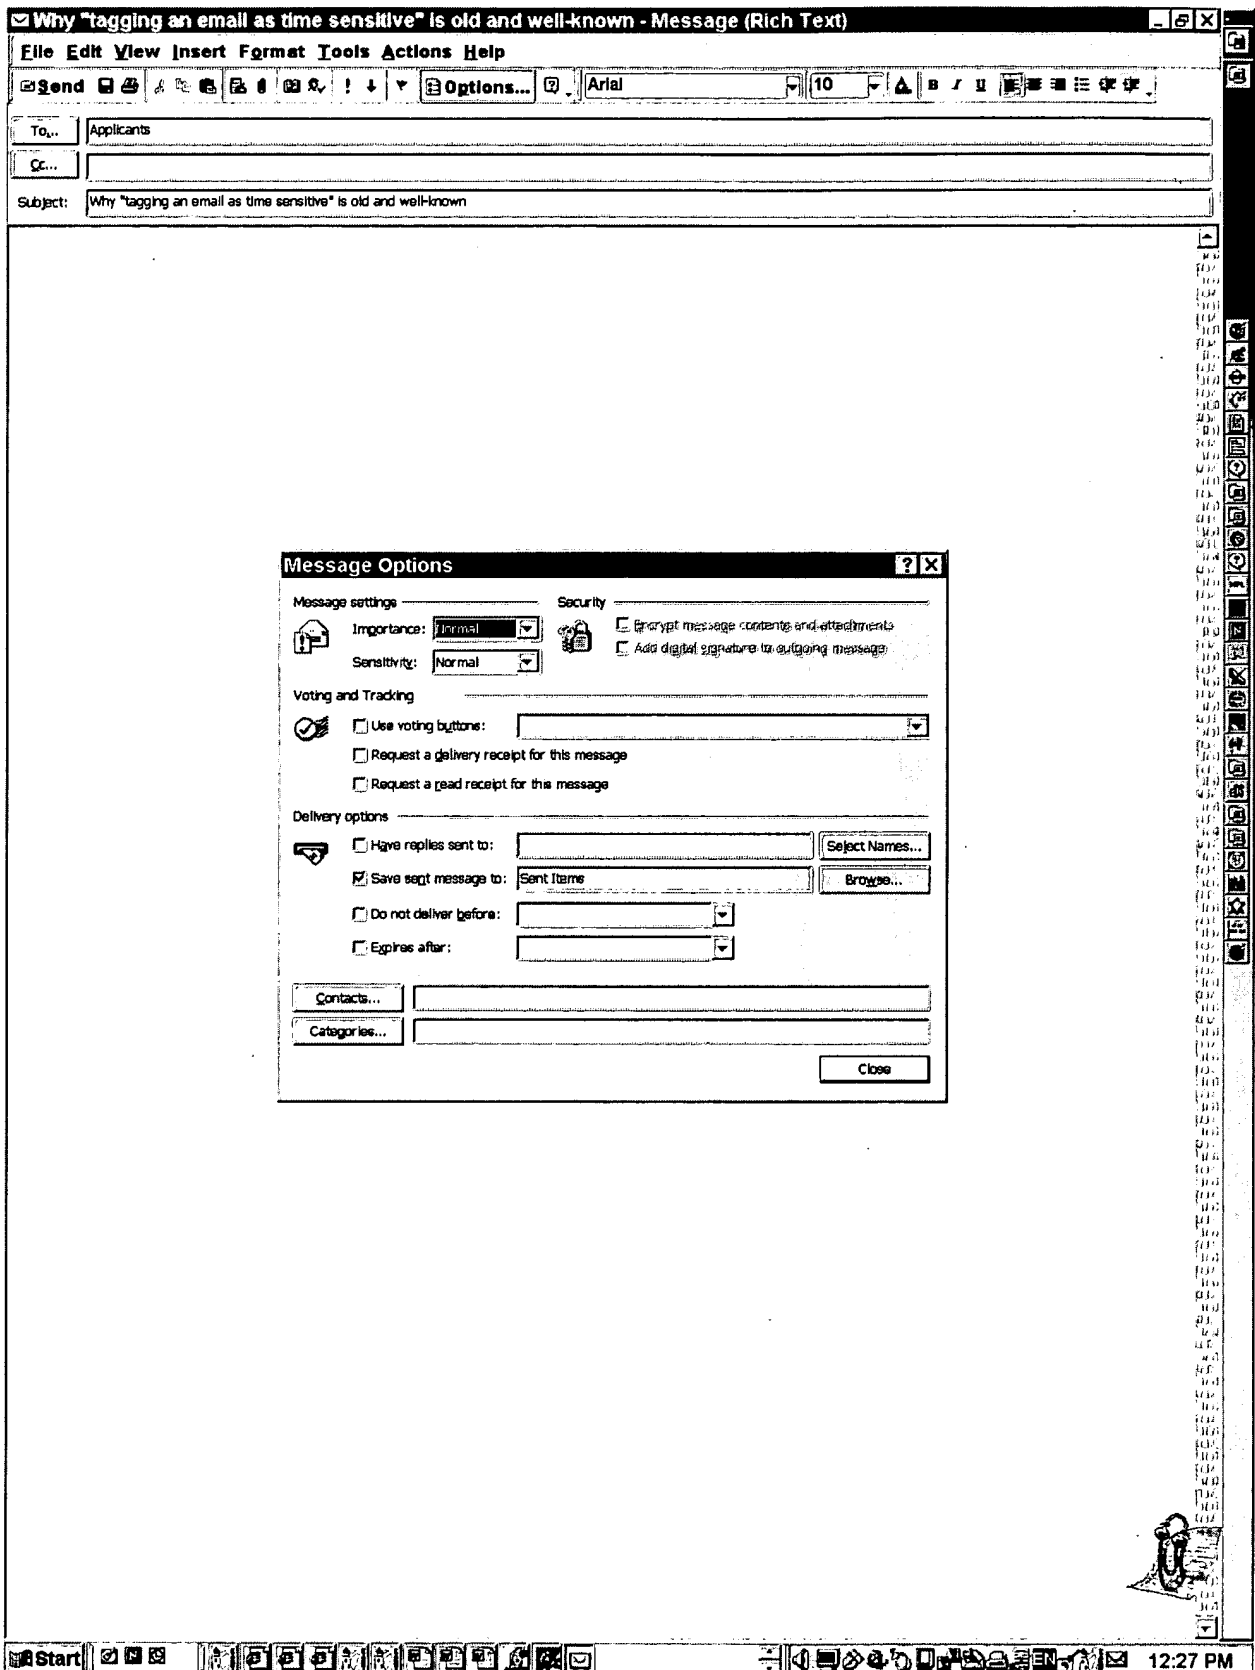 Why "tagging an email as time sensitive" is old and well-known - Message (Rich Text)
File Edit View Insert Format Tools Actions Help
Send Options... Arial 10 A B I U
To... Applicants
Cc...
Subject: Why "tagging an email as time sensitive" is old and well-known
Message Options
Message settings Security
Importance: Normal Encrypt message contents and attachments
Sensitivity: Normal Add digital signature to outgoing message
Voting and Tracking
Use voting buttons:
Request a delivery receipt for this message
Request a read receipt for this message
Delivery options
Have replies sent to: Select Names...
Save sent message to: Sent Items Browse...
Do not deliver before:
Expires after:
Contacts...
Categories...
Close
Start EN 12:27 PM